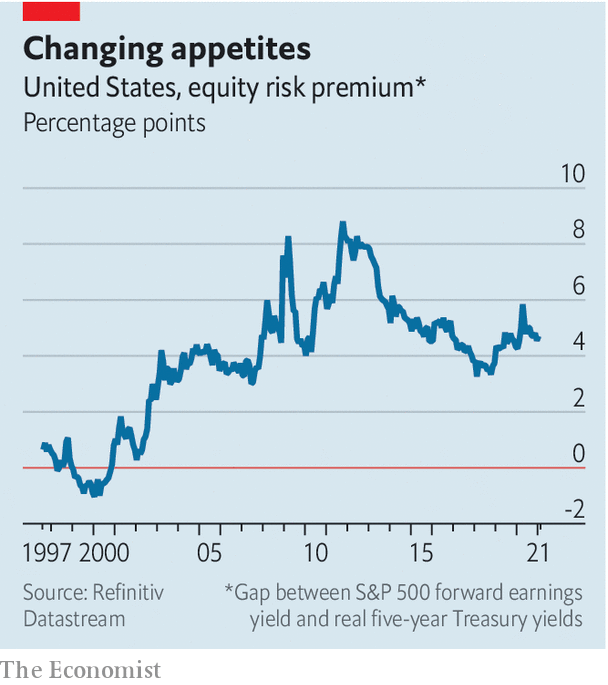 Changing appetites
United States, equity risk premium*
Percentage points
10
8
6
4
2
0
-2
1997 2000 05 10 15 21
Source: Refinitiv Datastream
*Gap between S&P 500 forward earnings
yield and real five-year Treasury yields
The Economist